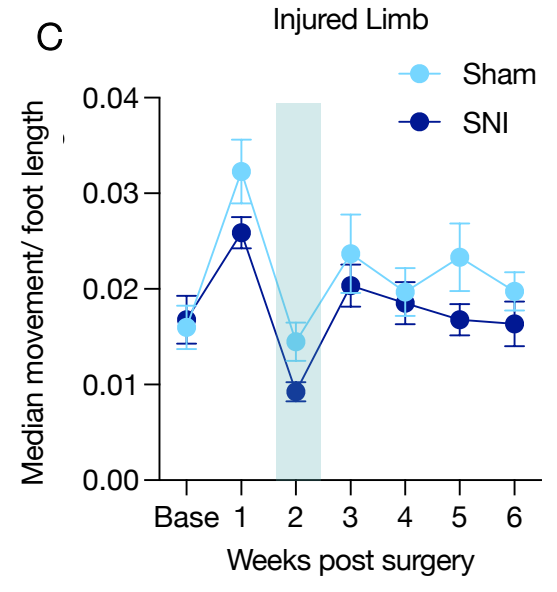 C
Injured Limb
Sham
SNI
Median movement/ foot length
0.04
0.03
0.02
0.01
0.00
Base 1 2 3 4 5 6
Weeks post surgery